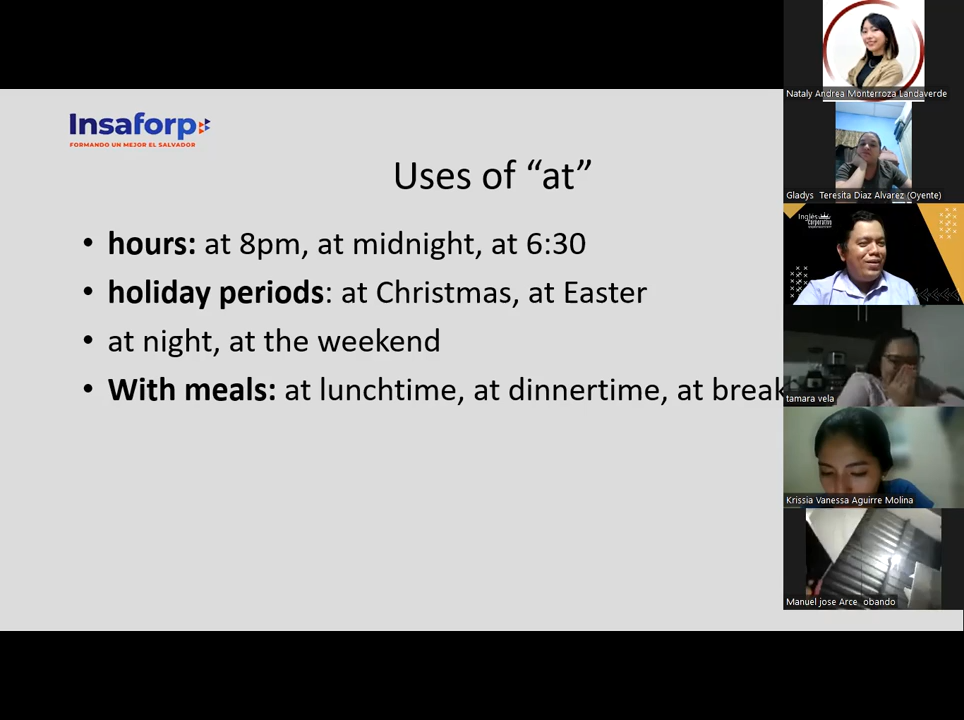 Insaforp
FORMANDO UN MEJOR EL SALVADOR
Uses of “at”
• hours: at 8pm, at midnight, at 6:30
• holiday periods: at Christmas, at Easter
• at night, at the weekend
• With meals: at lunchtime, at dinnertime, at break
Nataly Andrea Monterroza Landaverde
Gladys Teresita Diaz Alvarez (Oyente)
Inglés
Corporativo
tamara vela
Krissia Vanessa Aguirre Molina
Manuel jose Arce obando